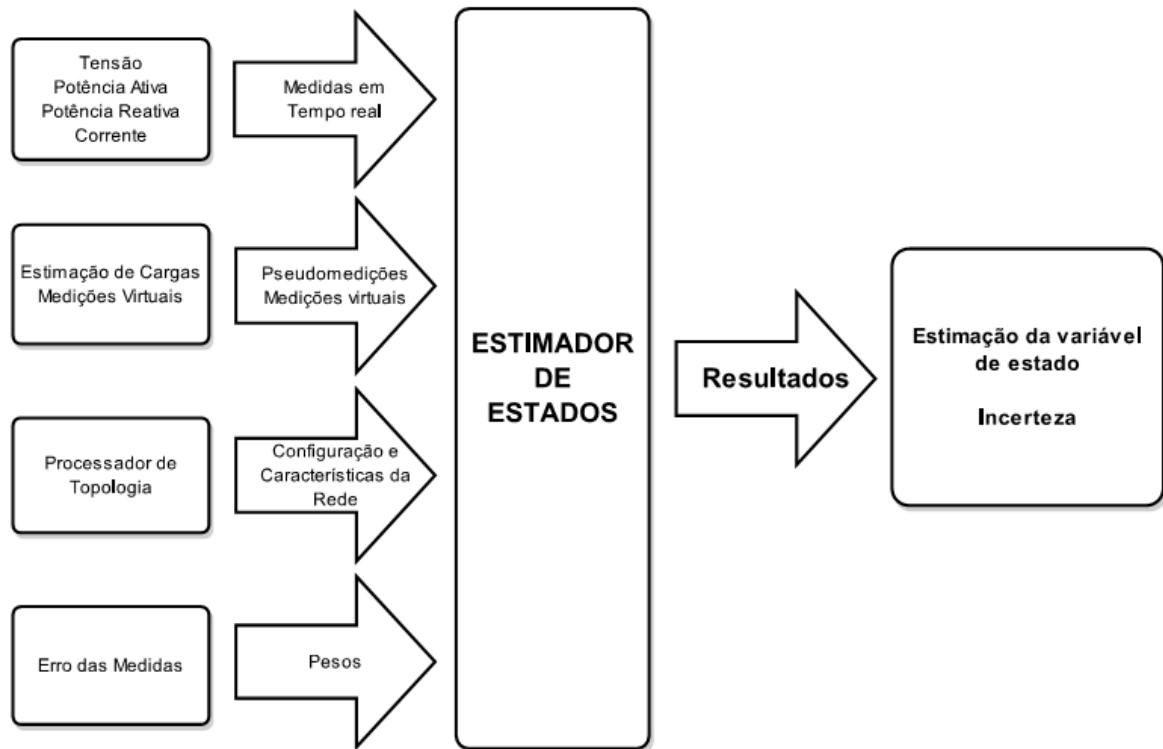 Tensão
Potência Ativa
Potência Reativa
Corrente
Medidas em
Tempo real
Estimação de Cargas
Medições Virtuais
Pseudomedições
Medições virtuais
Processador de
Topologia
Configuração e
Características da
Rede
Erro das Medidas
Pesos
ESTIMADOR
DE
ESTADOS
Resultados
Estimação da variável
de estado
Incerteza